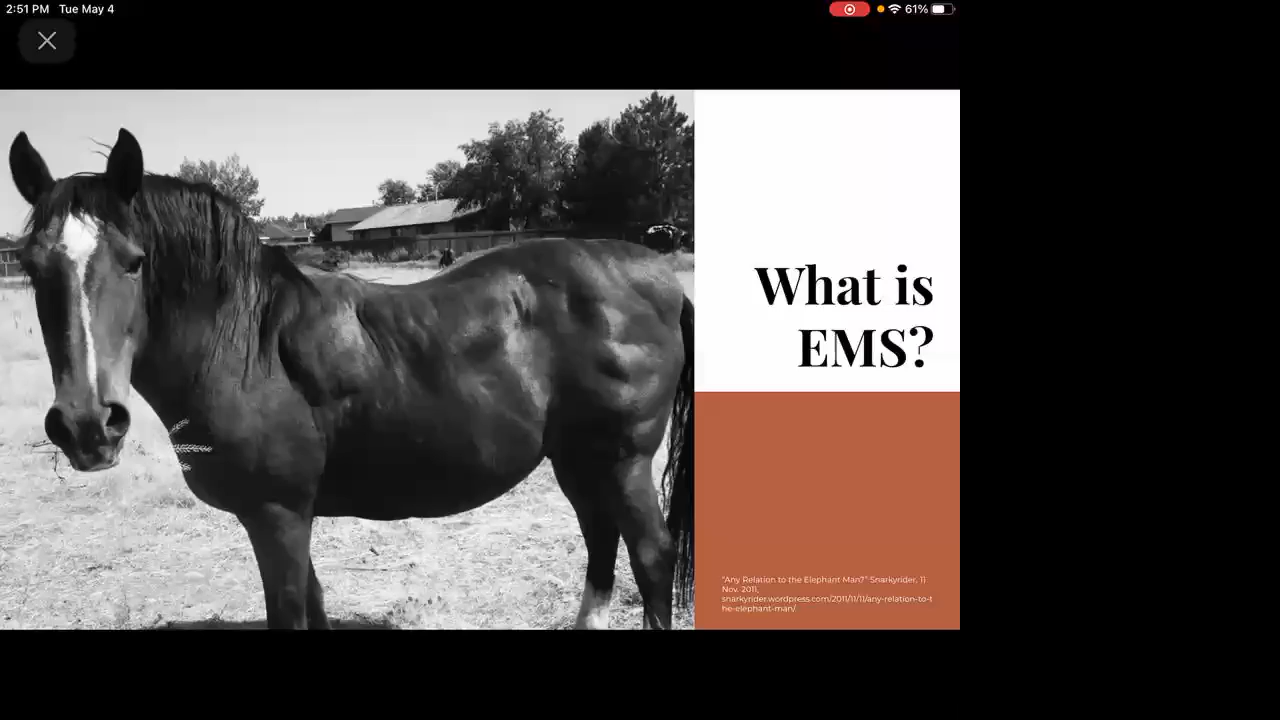 2:51 PM Tue May 4
61%
What is
EMS?
"Any Relation to the Elephant Man?" Snarkyrider, 11
Nov. 2011,
snarkyrider.wordpress.com/2011/11/11/any-relation-to-t
he-elephant-man/.